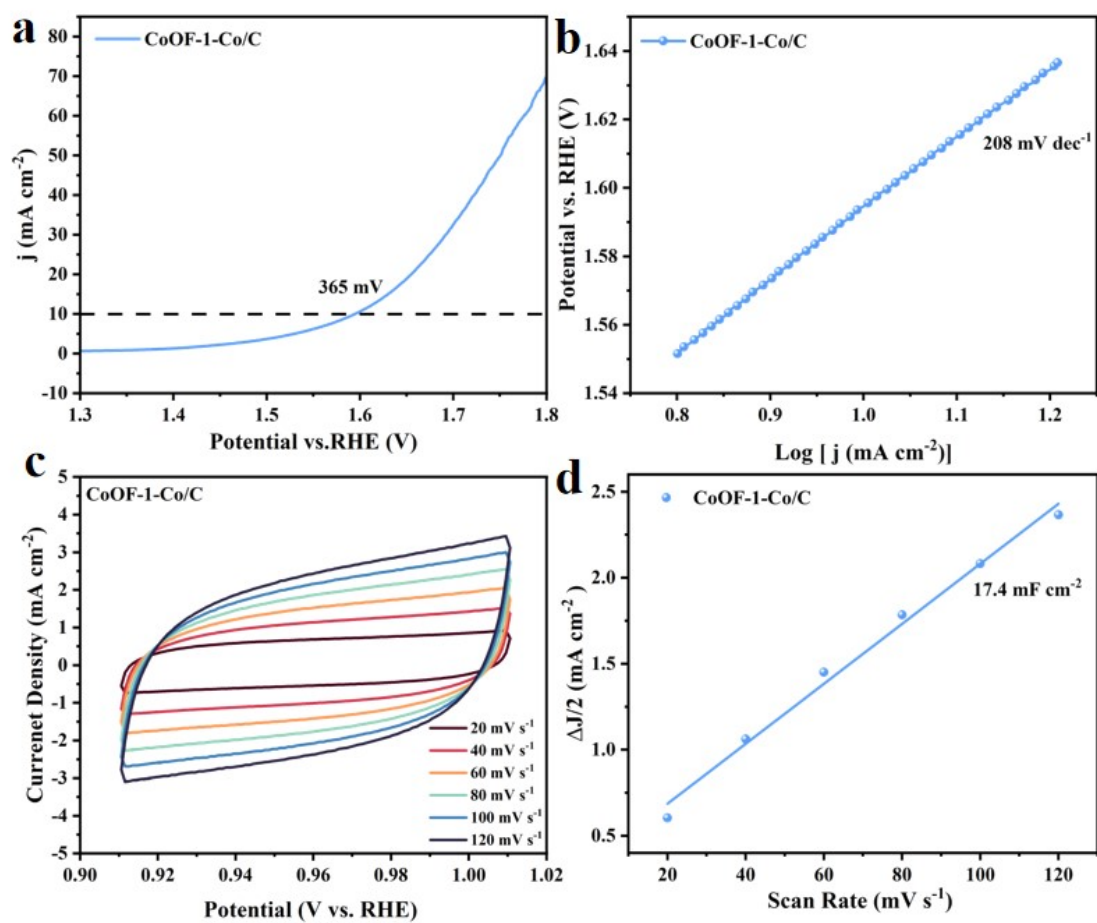 a
CoOF-1-Co/C
80
70
60
50
40
30
20
10
0
-10
j (mA cm⁻²)
365 mV
1.3 1.4 1.5 1.6 1.7 1.8
Potential vs.RHE (V)
b
CoOF-1-Co/C
1.64
1.62
1.60
1.58
1.56
1.54
Potential vs. RHE (V)
208 mV dec⁻¹
0.8 0.9 1.0 1.1 1.2
Log [ j (mA cm⁻²)]
c
CoOF-1-Co/C
5
4
3
2
1
0
-1
-2
-3
-4
-5
Currenet Density (mA cm⁻²)
20 mV s⁻¹
40 mV s⁻¹
60 mV s⁻¹
80 mV s⁻¹
100 mV s⁻¹
120 mV s⁻¹
0.90 0.92 0.94 0.96 0.98 1.00 1.02
Potential (V vs. RHE)
d
CoOF-1-Co/C
2.5
2.0
1.5
1.0
0.5
ΔJ/2 (mA cm⁻²)
17.4 mF cm⁻²
20 40 60 80 100 120
Scan Rate (mV s⁻¹)